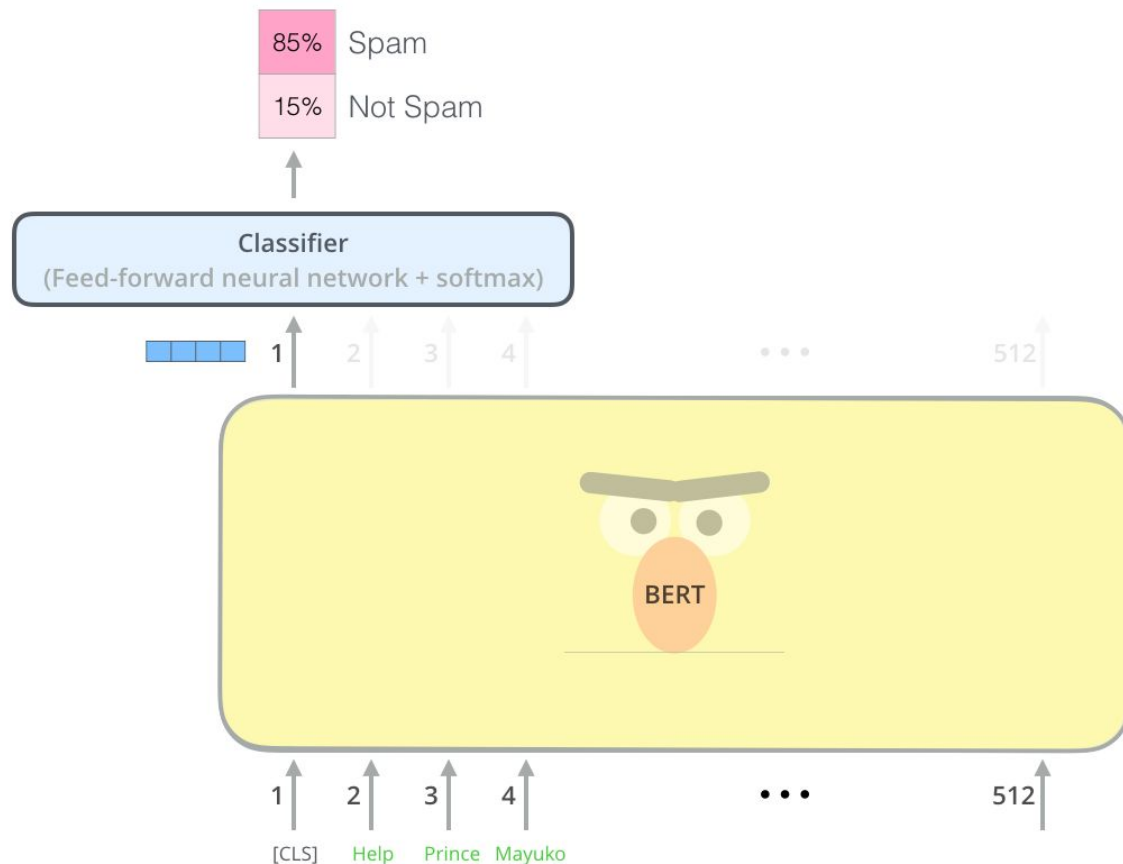 85% Spam
15% Not Spam
Classifier
(Feed-forward neural network + softmax)
1 2 3 4 • • • 512
BERT
1 2 3 4 • • • 512
[CLS] Help Prince Mayuko